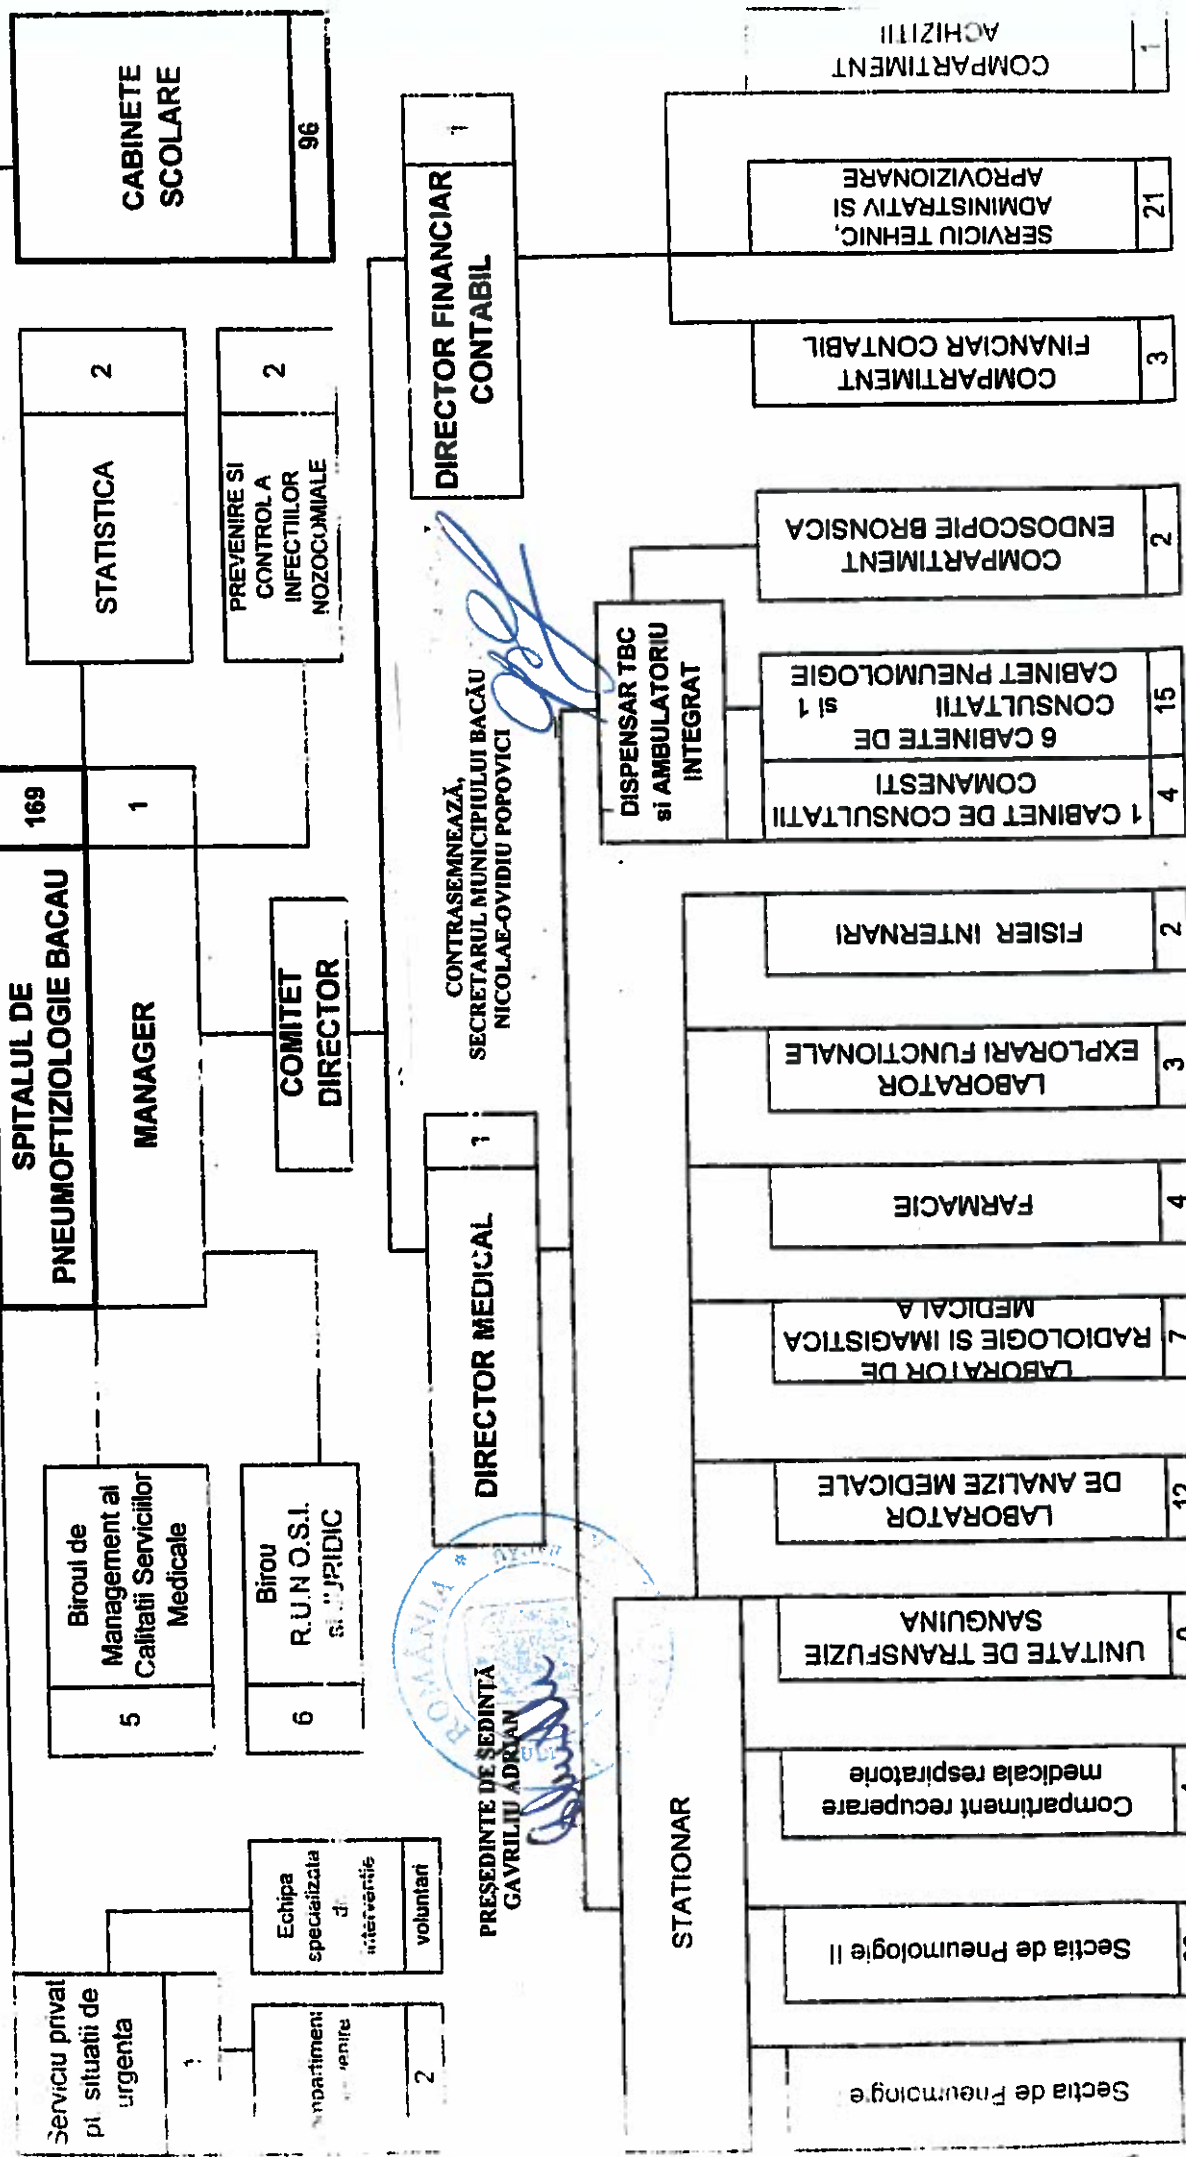 SPITALUL DE
PNEUMOFTIZIOLOGIE BACAU
169
MANAGER
1
CABINETE
SCOLARE
96
STATISTICA
2
PREVENIRE SI
CONTROL A
INFECTIILOR
NOZOCOMIALE
2
Biroul de
Management al
Calitatii Serviciilor
Medicale
5
Birou
R.U.N.O.S.I.
SI JURIDIC
6
Serviciu privat
pt. situatii de
urgenta
1
Echipa
specializata
interventie
voluntari
2
COMITET
DIRECTOR
DIRECTOR MEDICAL
1
DIRECTOR FINANCIAR
CONTABIL
1
PREȘEDINTE DE ȘEDINȚĂ
GAVRILIU ADRIAN
ROMÂNIA
CONTRASEMNEAZĂ,
SECRETARUL MUNICIPIULUI BACĂU
NICOLAE-OVIDIU POPOVICI
STATIONAR
DISPENSAR TBC
si AMBULATORIU
INTEGRAT
Sectia de Pneumologie
Sectia de Pneumologie II
Compartiment recuperare
medicala respiratorie
UNITATE DE TRANSFUZIE
SANGUINA
LABORATOR
DE ANALIZE MEDICALE
12
LABORATOR DE
RADIOLOGIE SI IMAGISTICA
MEDICALA
7
FARMACIE
4
LABORATOR
EXPLORARI FUNCTIONALE
3
FISIER INTERNARI
2
1 CABINET DE CONSULTATII
COMANESTI
4
6 CABINETE DE
CONSULTATII si 1
CABINET PNEUMOLOGIE
15
COMPARTIMENT
ENDOSCOPIE BRONSICA
2
COMPARTIMENT
FINANCIAR CONTABIL
3
SERVICIU TEHNIC,
ADMINISTRATIV SI
APROVIZIONARE
21
COMPARTIMENT
ACHIZITII
1